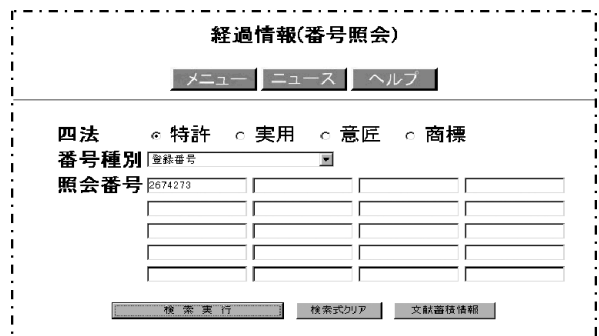 経過情報(番号照会)
メニュー ニュース ヘルプ
四法 特許 実用 意匠 商標
番号種別 登録番号
照会番号 2674273
検 索 実 行 検索式クリア 文献蓄積情報